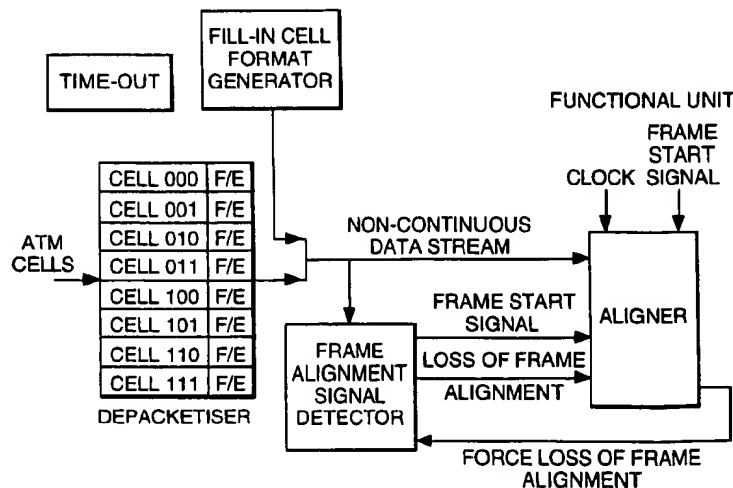 TIME-OUT
FILL-IN CELL
FORMAT
GENERATOR
FUNCTIONAL UNIT
FRAME
START
CLOCK SIGNAL
ATM
CELLS
CELL 000 F/E
CELL 001 F/E
CELL 010 F/E
CELL 011 F/E
CELL 100 F/E
CELL 101 F/E
CELL 110 F/E
CELL 111 F/E
DEPACKETISER
NON-CONTINUOUS
DATA STREAM
FRAME START
SIGNAL
LOSS OF FRAME
ALIGNMENT
FRAME
ALIGNMENT
SIGNAL
DETECTOR
ALIGNER
FORCE LOSS OF FRAME
ALIGNMENT